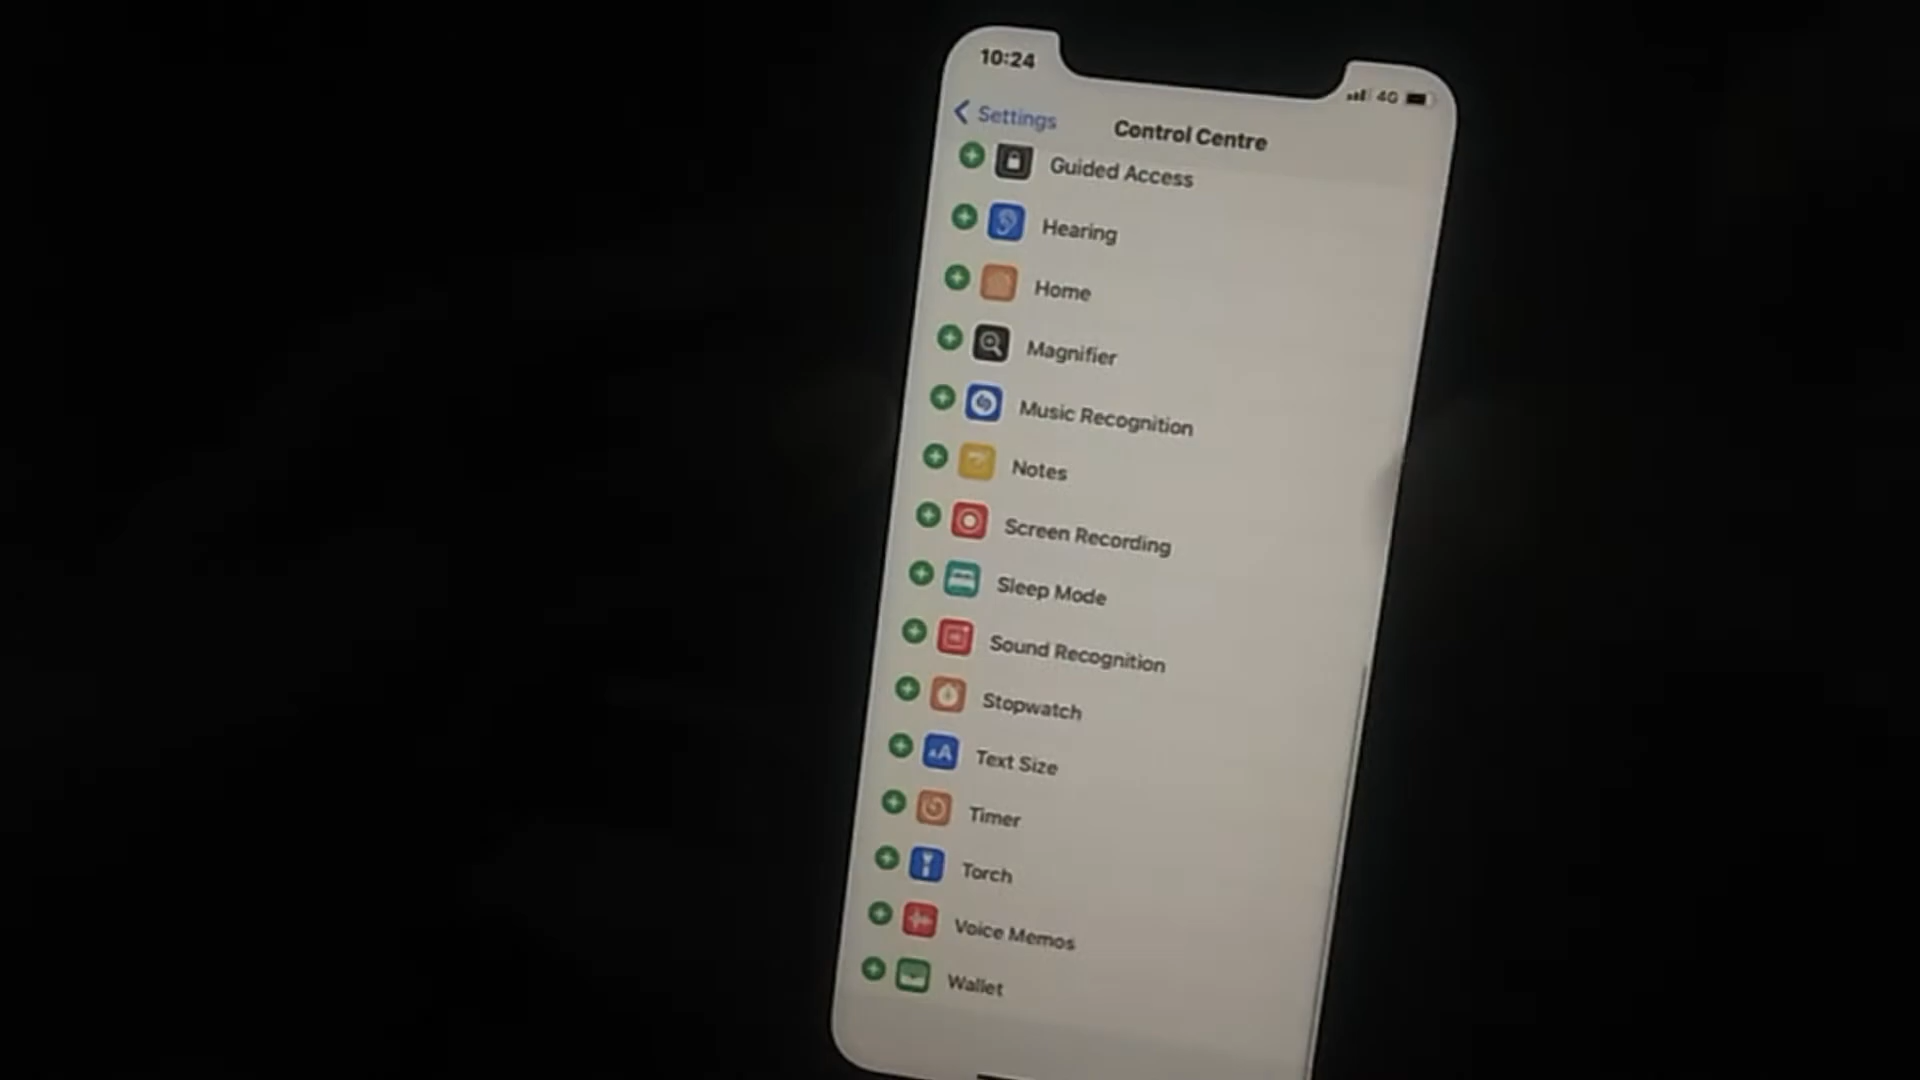 10:24
4G
Settings
Control Centre
Guided Access
Hearing
Home
Magnifier
Music Recognition
Notes
Screen Recording
Sleep Mode
Sound Recognition
Stopwatch
AA Text Size
Timer
Torch
Voice Memos
Wallet